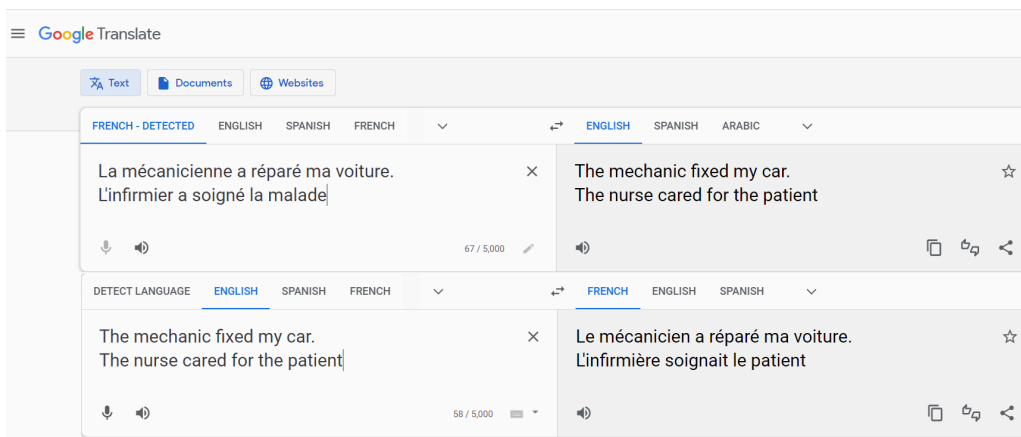 Google Translate
Text Documents Websites
FRENCH - DETECTED ENGLISH SPANISH FRENCH ENGLISH SPANISH ARABIC
La mécanicienne a réparé ma voiture.
L'infirmier a soigné la malade
The mechanic fixed my car.
The nurse cared for the patient
67 / 5,000
DETECT LANGUAGE ENGLISH SPANISH FRENCH FRENCH ENGLISH SPANISH
The mechanic fixed my car.
The nurse cared for the patient
Le mécanicien a réparé ma voiture.
L'infirmière soignait le patient
58 / 5,000